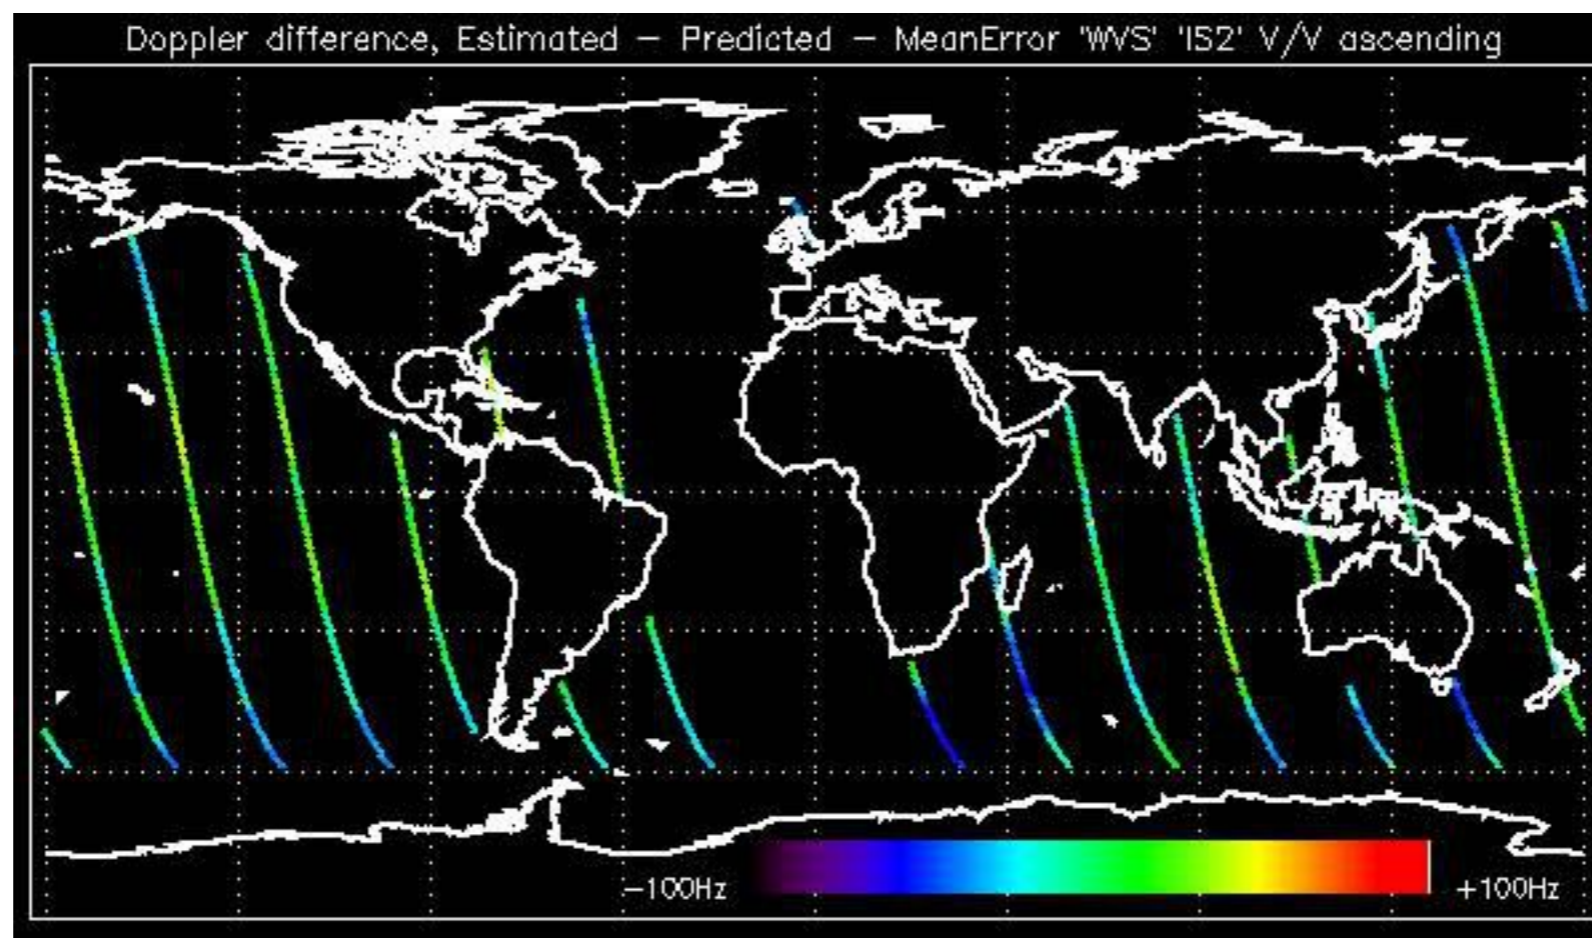 Doppler difference, Estimated – Predicted – MeanError 'WVS' 'IS2' V/V ascending
–100Hz +100Hz